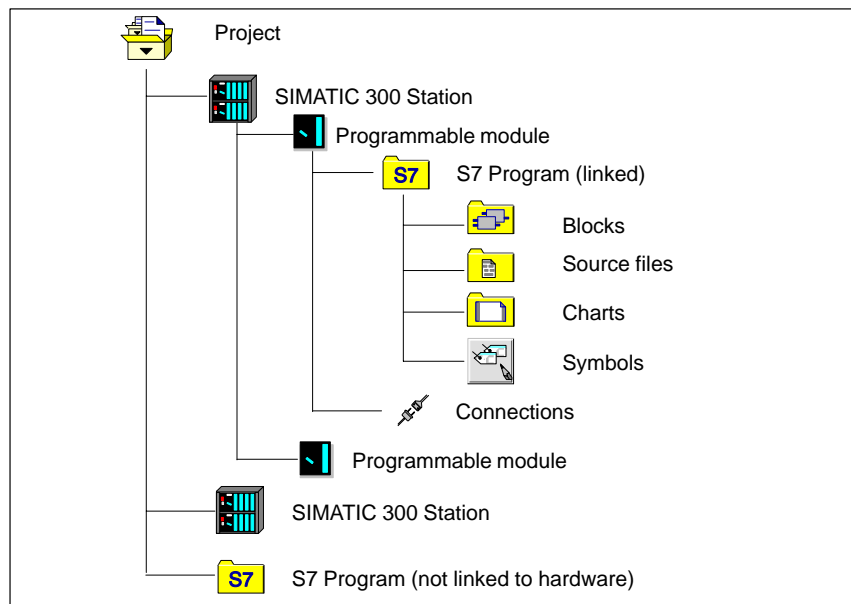 Project
SIMATIC 300 Station
Programmable module
S7 S7 Program (linked)
Blocks
Source files
Charts
Symbols
Connections
Programmable module
SIMATIC 300 Station
S7 S7 Program (not linked to hardware)